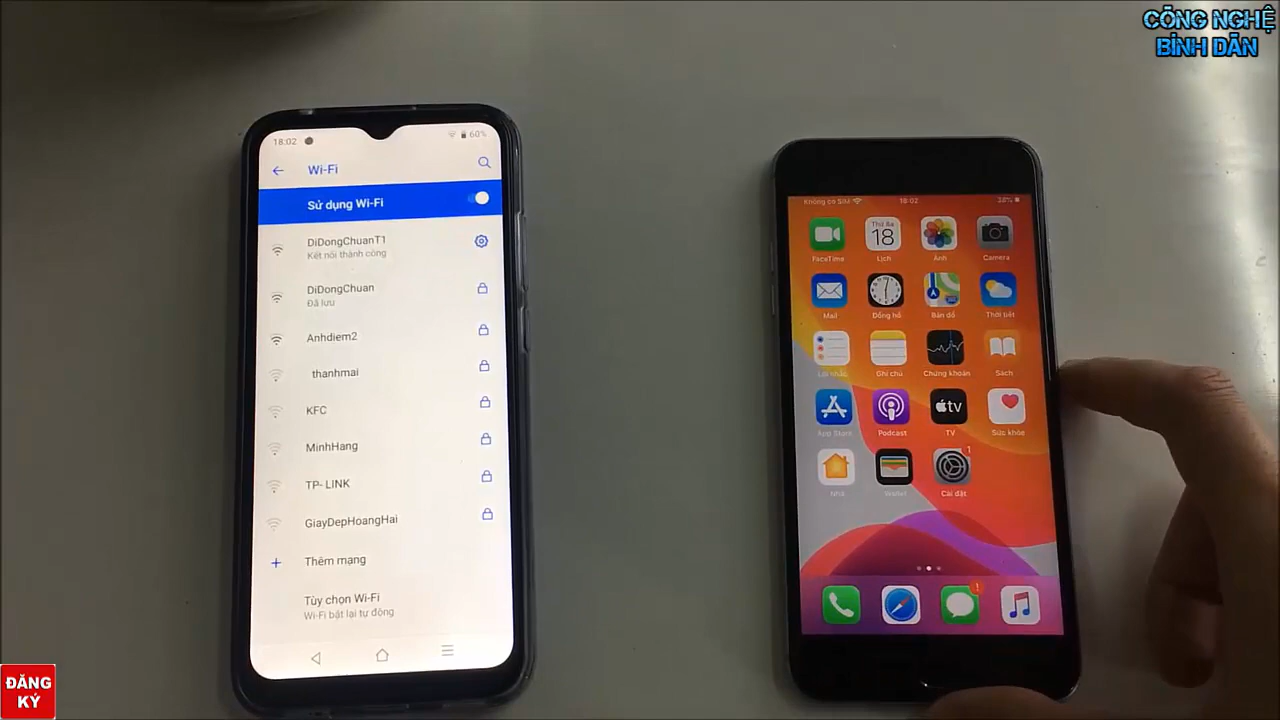 CÔNG NGHỆ
BÌNH DÂN
18:02
60%
Wi-Fi
Sử dụng Wi-Fi
DiDongChuanT1
Kết nối thành công
DiDongChuan
Đã lưu
Anhdiem2
thanhmai
KFC
MinhHang
TP- LINK
GiayDepHoangHai
Thêm mạng
Tùy chọn Wi-Fi
Wi-Fi bật lại tự động
Không có SIM
18:02
38%
Thứ Ba
18
FaceTime
Lịch
Ảnh
Camera
Mail
Đồng hồ
Bản đồ
Thời tiết
Lời nhắc
Ghi chú
Chứng khoán
Sách
tv
App Store
Podcast
TV
Sức khỏe
1
Nhà
Wallet
Cài đặt
ĐĂNG
KÝ